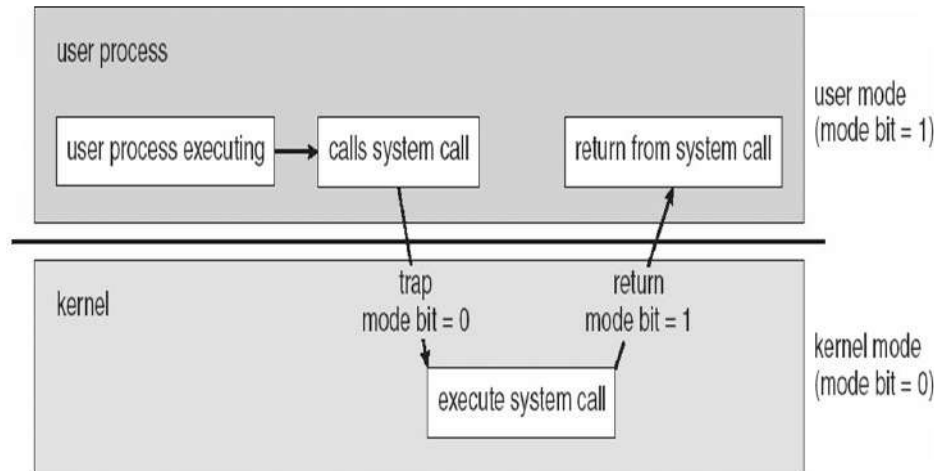 user process
user process executing
calls system call
return from system call
user mode
(mode bit = 1)
trap
mode bit = 0
return
mode bit = 1
kernel
execute system call
kernel mode
(mode bit = 0)